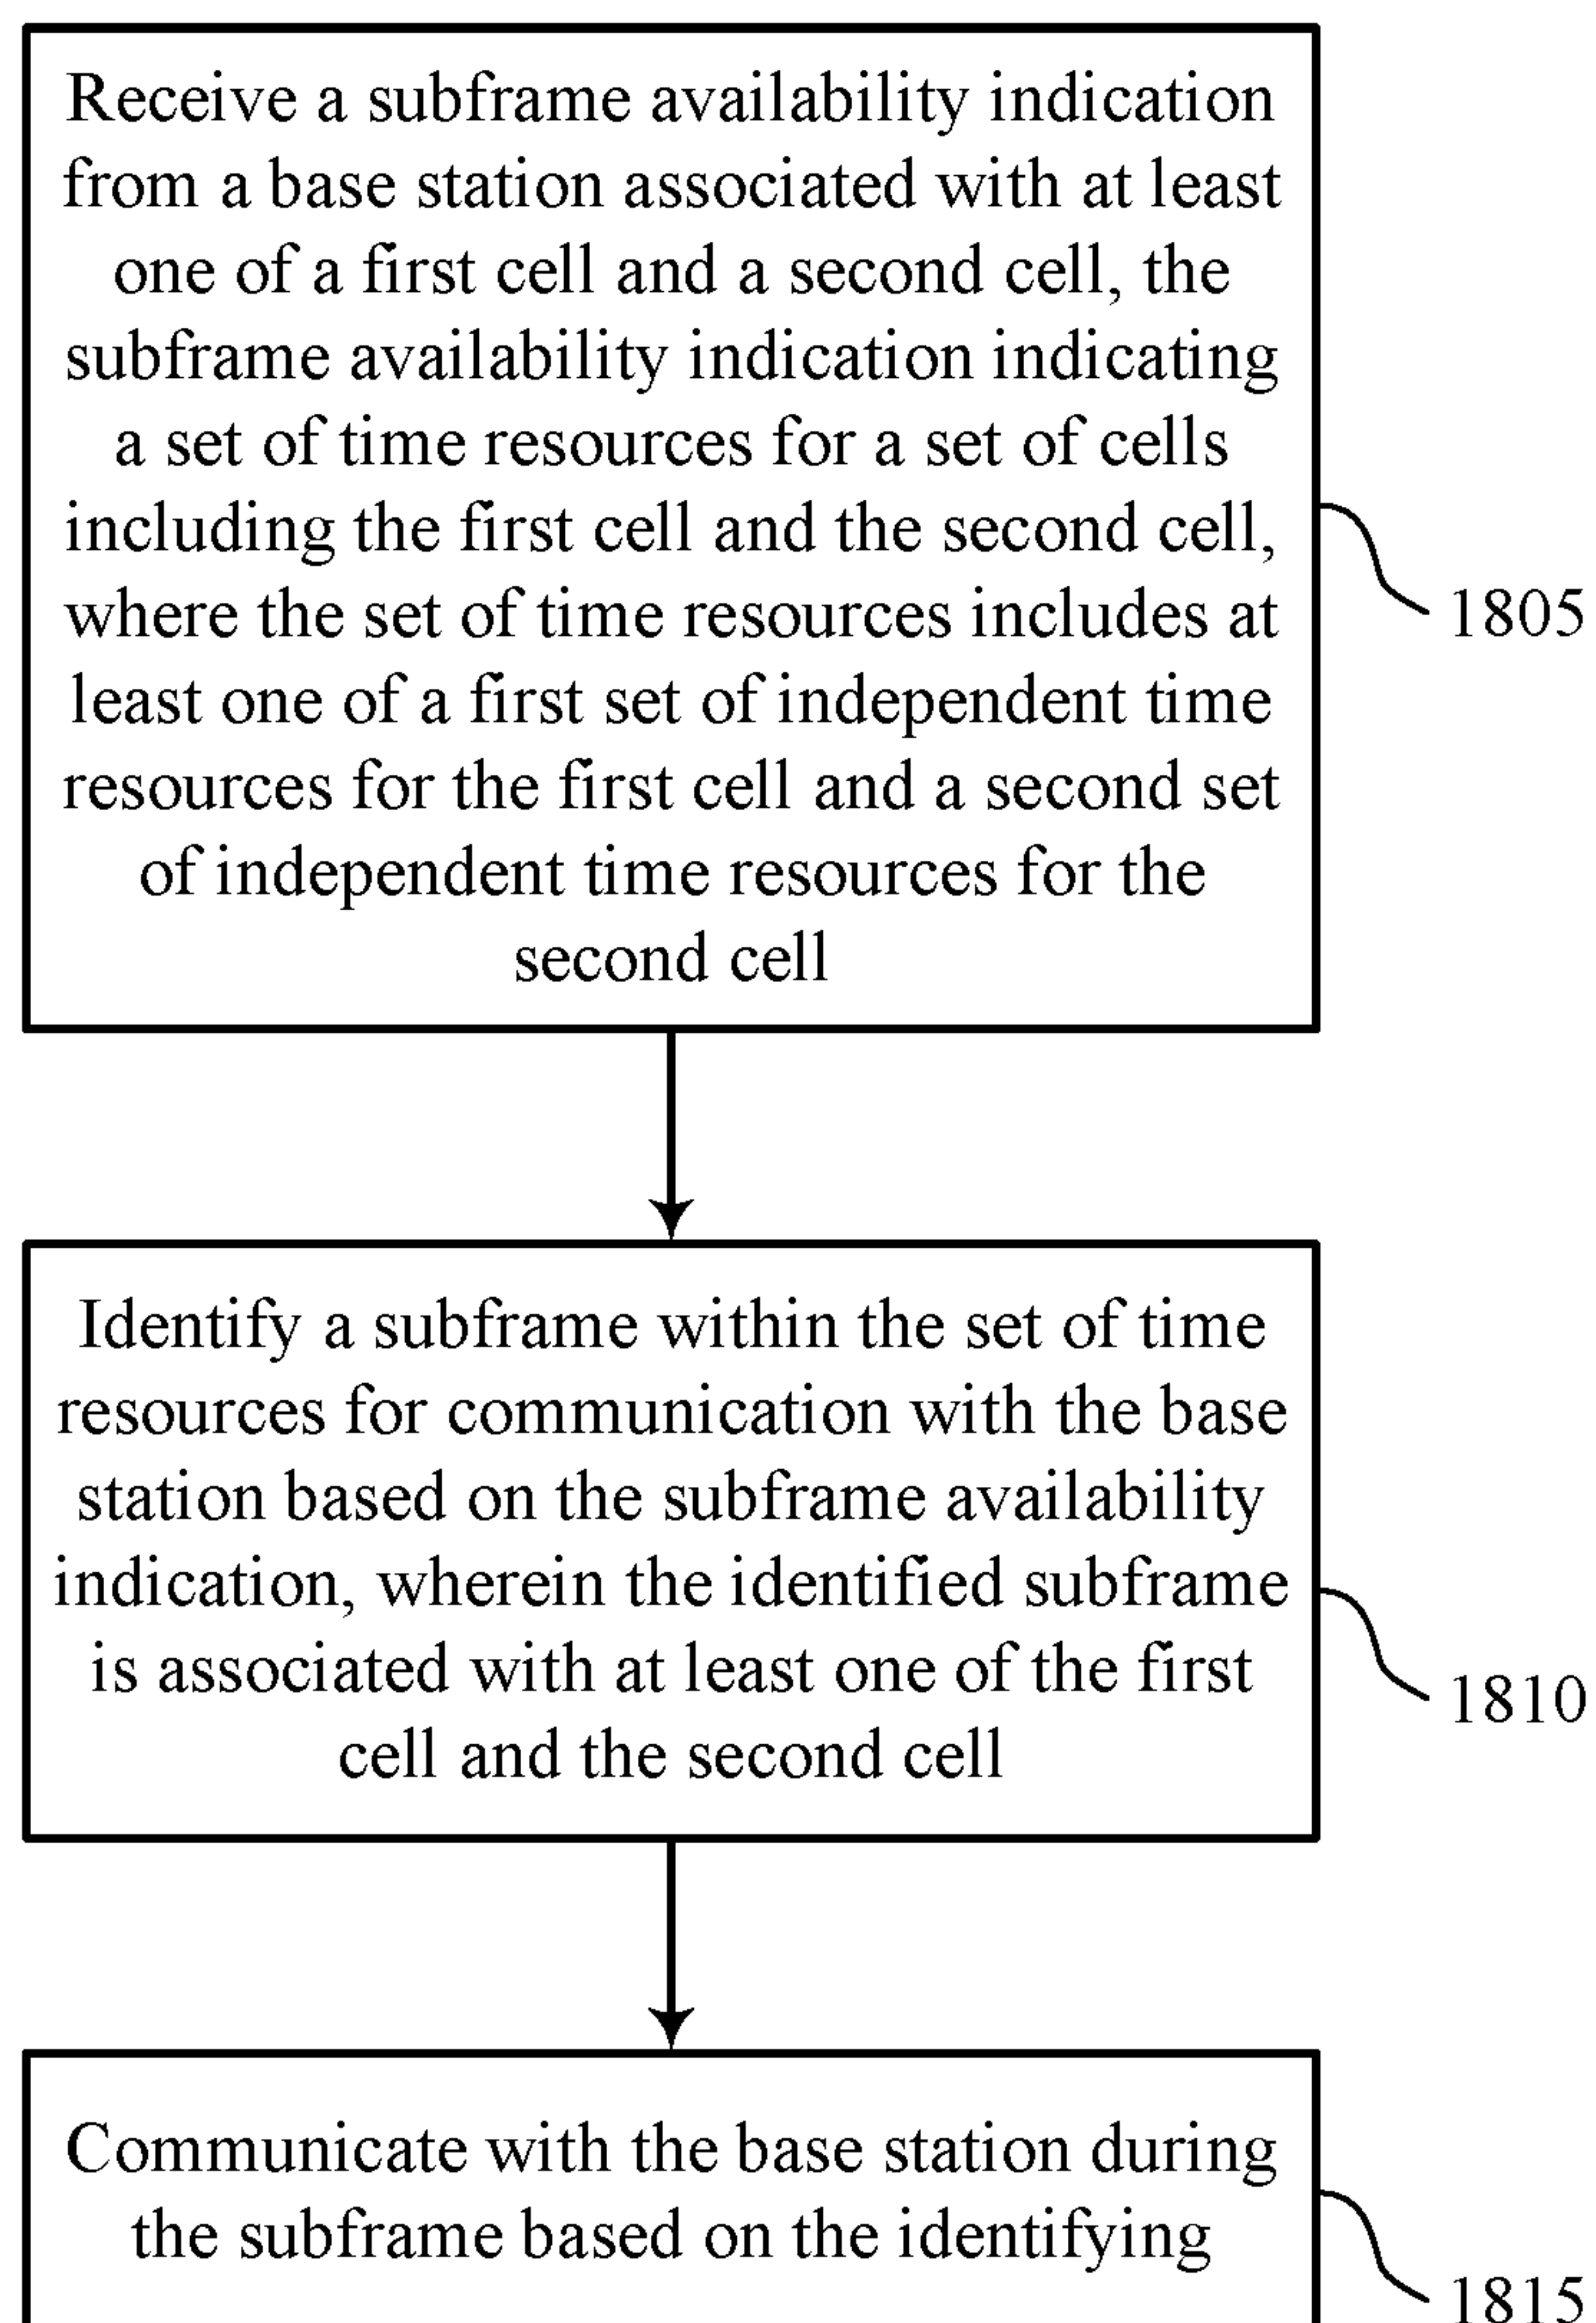 Receive a subframe availability indication
from a base station associated with at least
one of a first cell and a second cell, the
subframe availability indication indicating
a set of time resources for a set of cells
including the first cell and the second cell,
where the set of time resources includes at
least one of a first set of independent time
resources for the first cell and a second set
of independent time resources for the
second cell
1805
Identify a subframe within the set of time
resources for communication with the base
station based on the subframe availability
indication, wherein the identified subframe
is associated with at least one of the first
cell and the second cell
1810
Communicate with the base station during
the subframe based on the identifying
1815